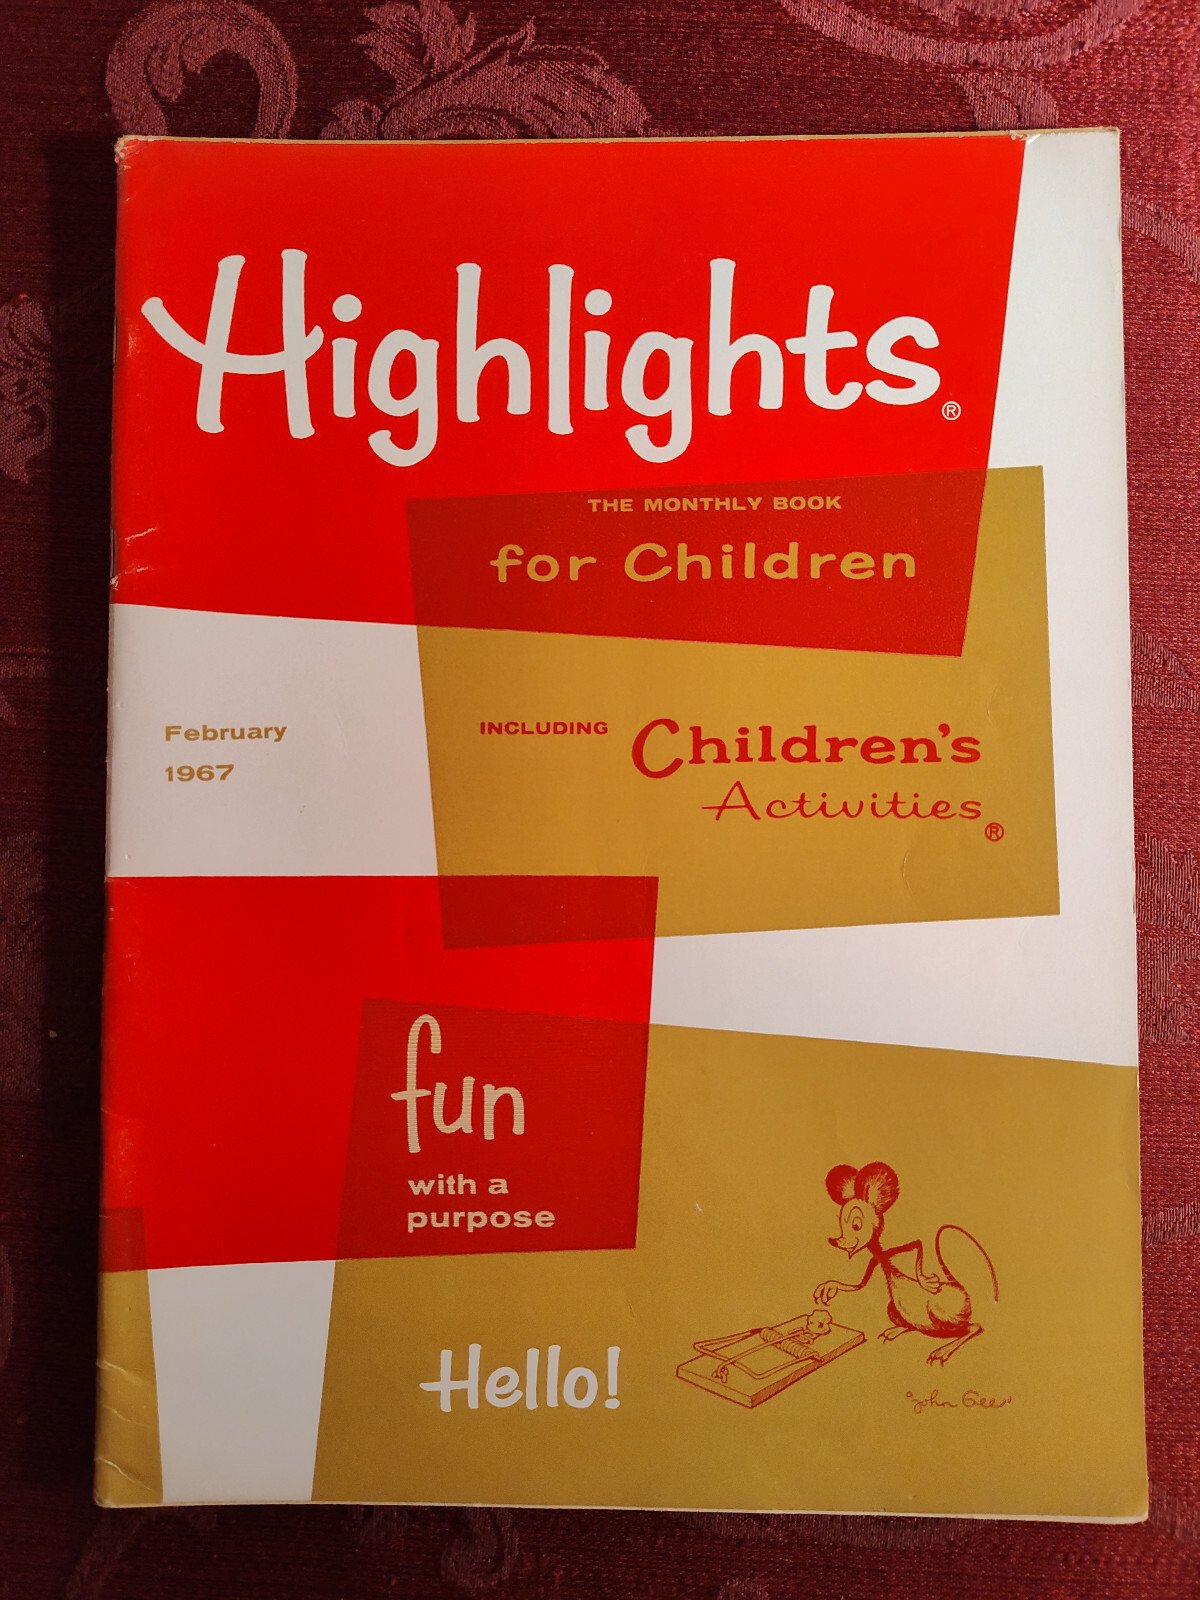 Highlights®
THE MONTHLY BOOK
for Children
February
1967
INCLUDING Children's
Activities®
fun
with a
purpose
Hello!
"John Gee"